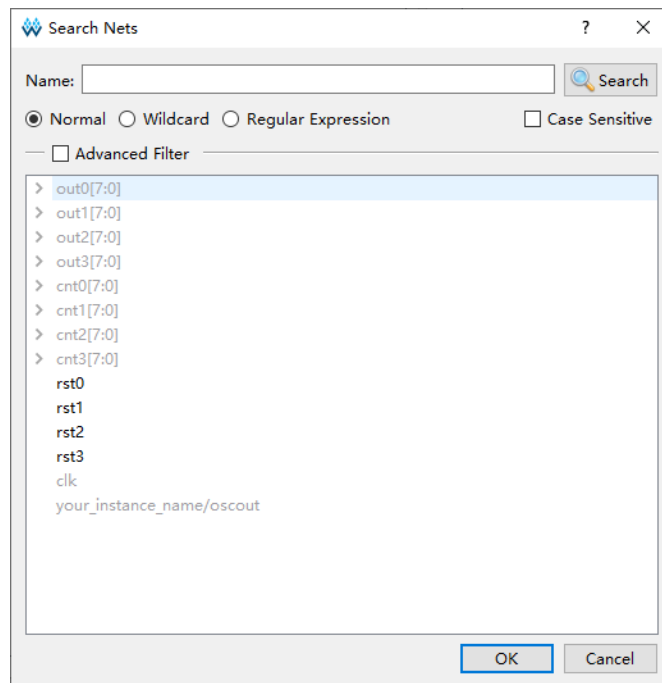 Search Nets ?
Name: Search
Normal Wildcard Regular Expression Case Sensitive
Advanced Filter
out0[7:0]
out1[7:0]
out2[7:0]
out3[7:0]
cnt0[7:0]
cnt1[7:0]
cnt2[7:0]
cnt3[7:0]
rst0
rst1
rst2
rst3
clk
your_instance_name/oscout
OK Cancel